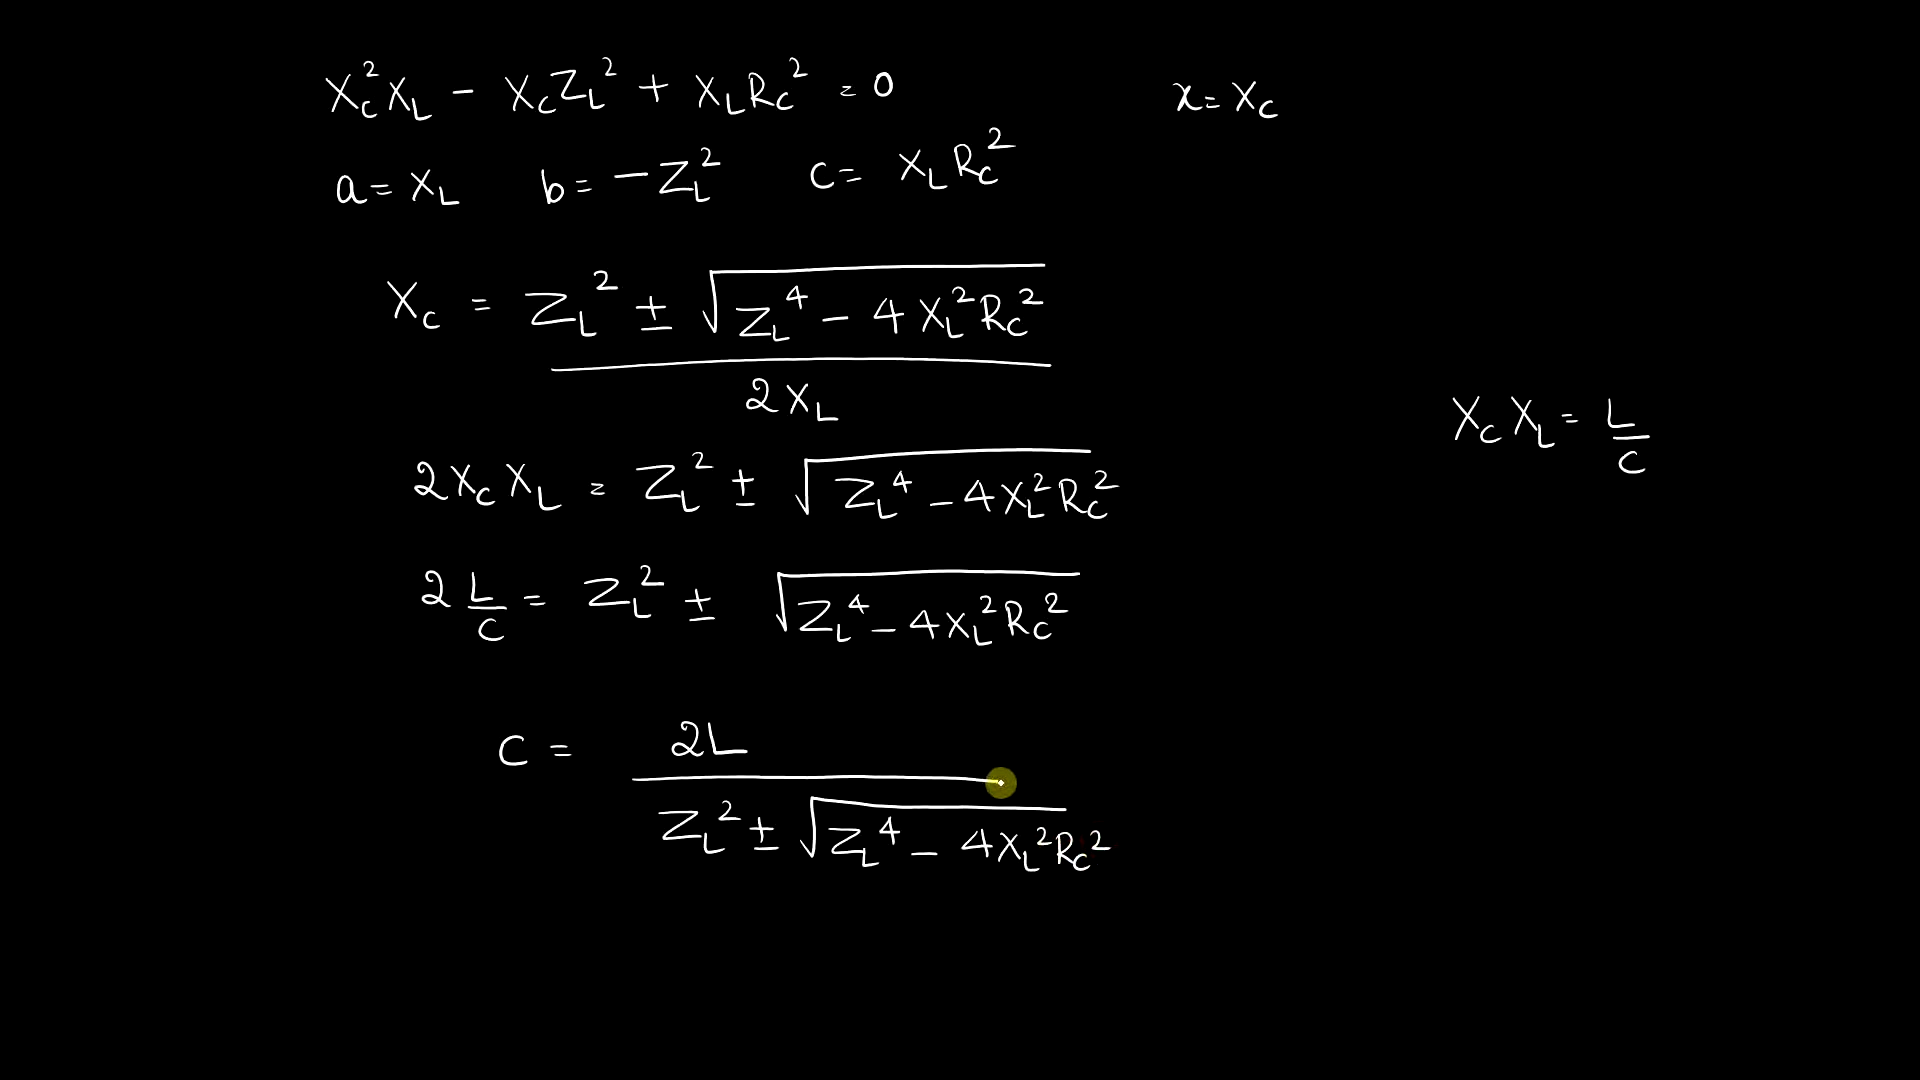 X_C^2 X_L - X_C Z_L^2 + X_L R_C^2 = 0    x = X_C
a = X_L    b = -Z_L^2    c = X_L R_C^2
X_C = Z_L^2 ± √(Z_L^4 - 4X_L^2 R_C^2)
2X_L
X_C X_L = L/C
2X_C X_L = Z_L^2 ± √(Z_L^4 - 4X_L^2 R_C^2)
2 L/C = Z_L^2 ± √(Z_L^4 - 4X_L^2 R_C^2)
C = 2L
Z_L^2 ± √(Z_L^4 - 4X_L^2 R_C^2)